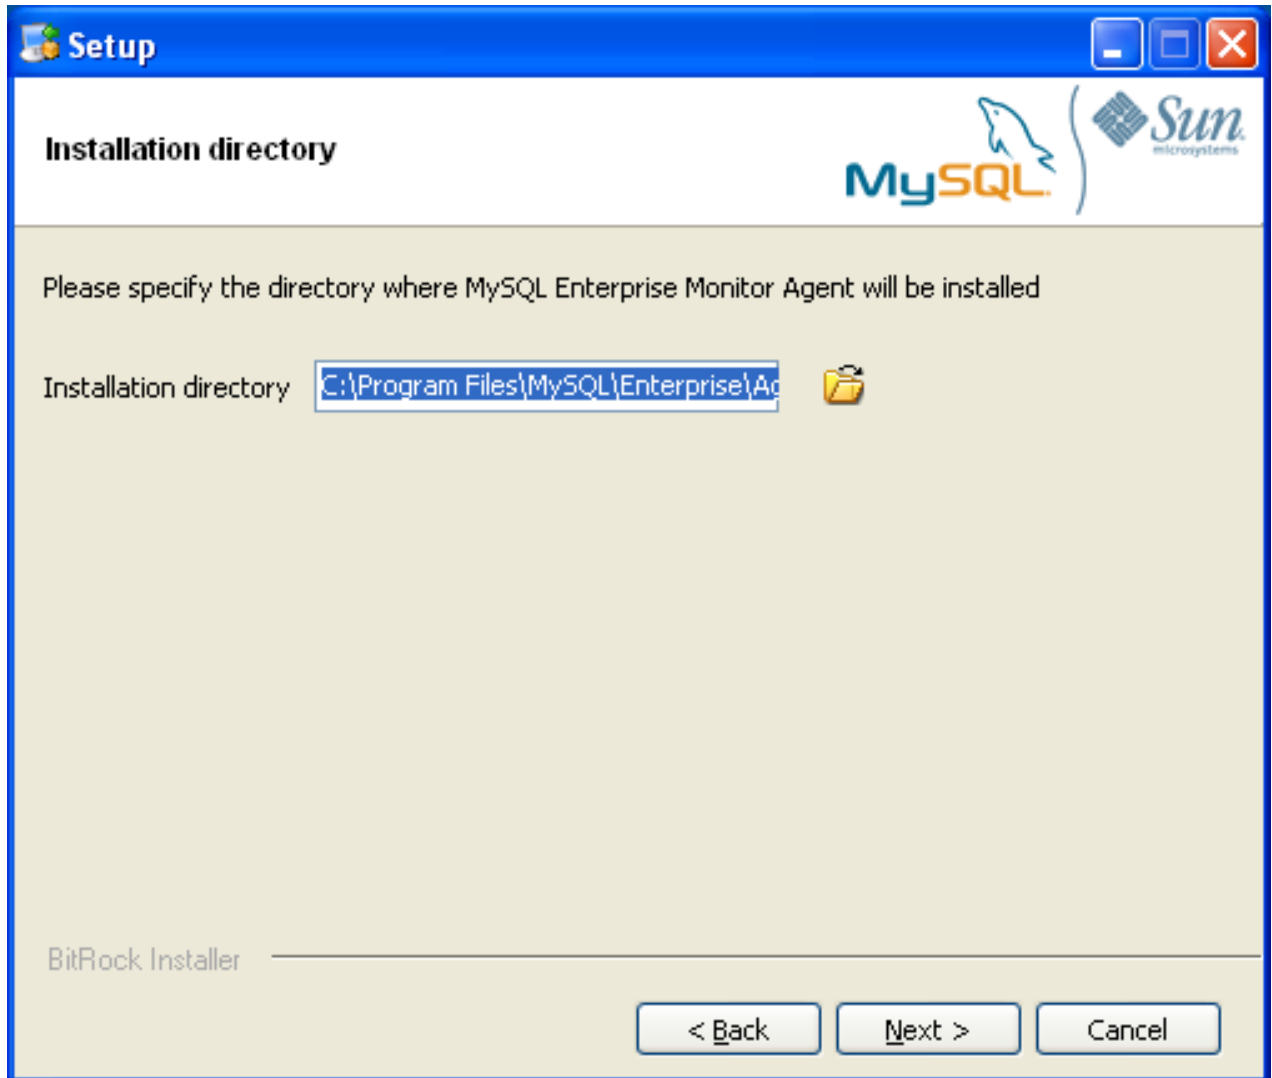 Setup
Installation directory
MySQL.
Sun
microsystems
Please specify the directory where MySQL Enterprise Monitor Agent will be installed
Installation directory C:\Program Files\MySQL\Enterprise\Ag
BitRock Installer
< Back Next > Cancel